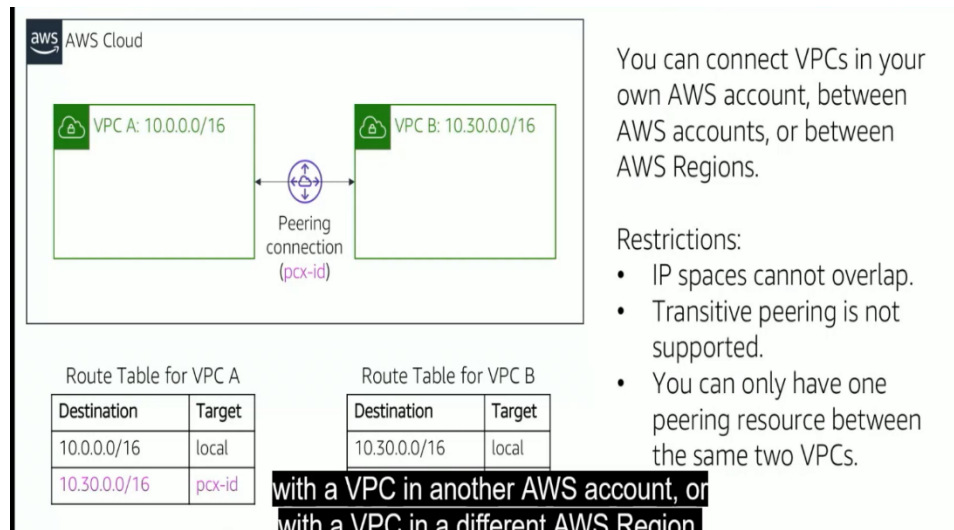 aws AWS Cloud
VPC A: 10.0.0.0/16
VPC B: 10.30.0.0/16
Peering
connection
(pcx-id)
You can connect VPCs in your
own AWS account, between
AWS accounts, or between
AWS Regions.
Restrictions:
• IP spaces cannot overlap.
• Transitive peering is not
supported.
• You can only have one
peering resource between
the same two VPCs.
Route Table for VPC A
Destination Target
10.0.0.0/16 local
10.30.0.0/16 pcx-id
Route Table for VPC B
Destination Target
10.30.0.0/16 local
with a VPC in another AWS account, or
with a VPC in a different AWS Region.